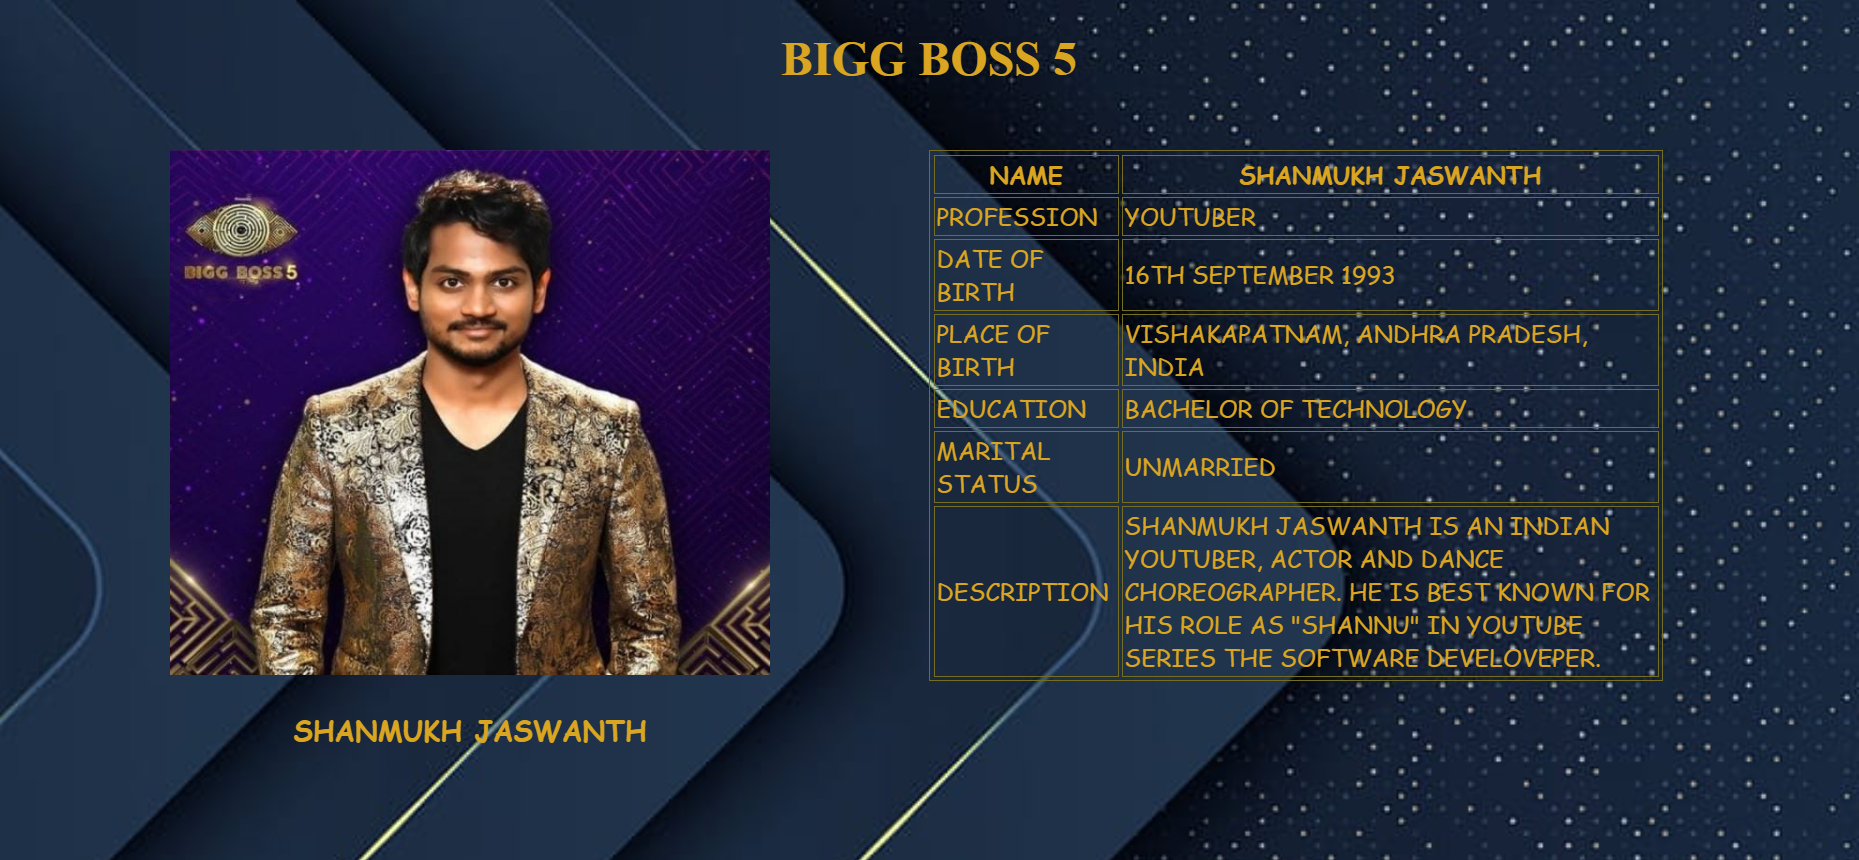 BIGG BOSS 5
BIGG BOSS 5
SHANMUKH JASWANTH
NAME SHANMUKH JASWANTH
PROFESSION YOUTUBER
DATE OF
BIRTH
16TH SEPTEMBER 1993
PLACE OF
BIRTH
VISHAKAPATNAM, ANDHRA PRADESH,
INDIA
EDUCATION BACHELOR OF TECHNOLOGY
MARITAL
STATUS
UNMARRIED
DESCRIPTION
SHANMUKH JASWANTH IS AN INDIAN
YOUTUBER, ACTOR AND DANCE
CHOREOGRAPHER. HE IS BEST KNOWN FOR
HIS ROLE AS "SHANNU" IN YOUTUBE
SERIES THE SOFTWARE DEVELOVEPER.